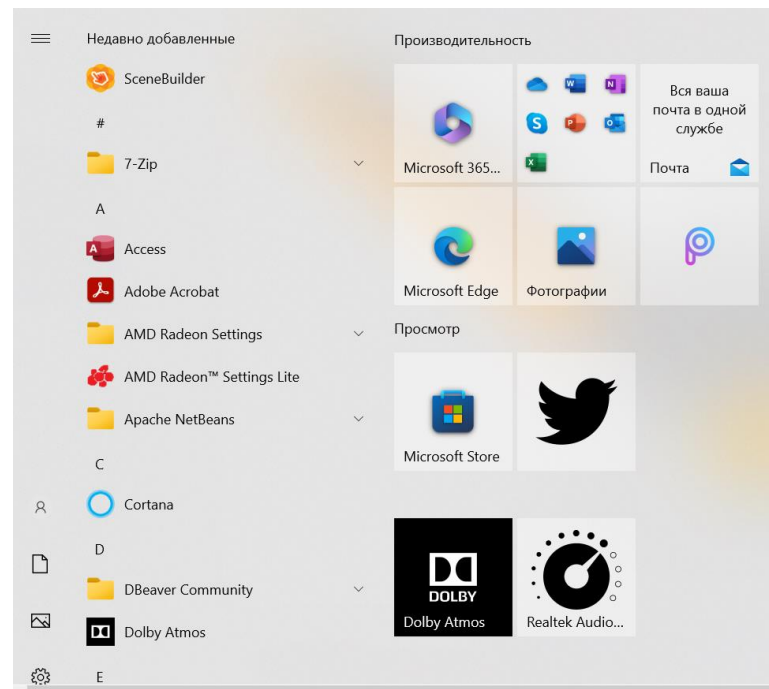 Недавно добавленные
SceneBuilder
#
7-Zip
A
Access
Adobe Acrobat
AMD Radeon Settings
AMD Radeon™ Settings Lite
Apache NetBeans
C
Cortana
D
DBeaver Community
Dolby Atmos
E
Производительность
Microsoft 365...
Вся ваша
почта в одной
службе
Почта
Microsoft Edge
Фотографии
Просмотр
Microsoft Store
DOLBY
Dolby Atmos
Realtek Audio...